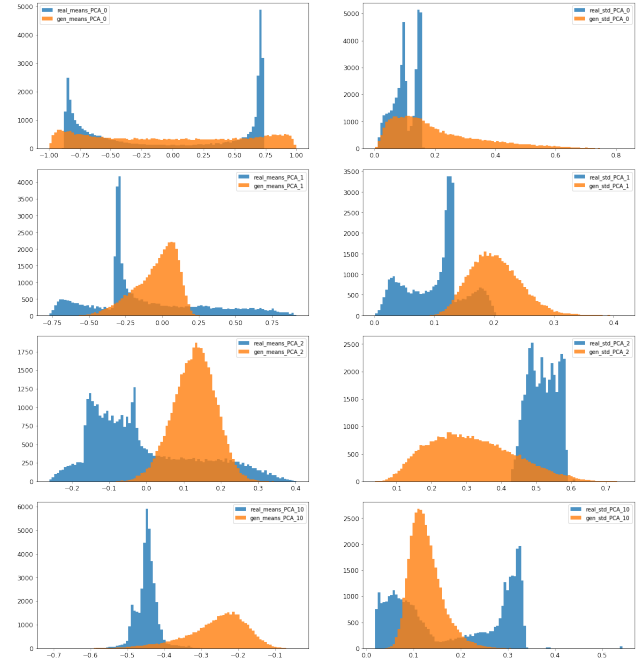 real_means_PCA_0
gen_means_PCA_0
5000
4000
3000
2000
1000
0
−1.00 −0.75 −0.50 −0.25 0.00 0.25 0.50 0.75 1.00
real_std_PCA_0
gen_std_PCA_0
5000
4000
3000
2000
1000
0
0.0 0.2 0.4 0.6 0.8
real_means_PCA_1
gen_means_PCA_1
4000
3500
3000
2500
2000
1500
1000
500
0
−0.75 −0.50 −0.25 0.00 0.25 0.50 0.75
real_std_PCA_1
gen_std_PCA_1
3500
3000
2500
2000
1500
1000
500
0
0.0 0.1 0.2 0.3 0.4
real_means_PCA_2
gen_means_PCA_2
1750
1500
1250
1000
750
500
250
0
−0.2 −0.1 0.0 0.1 0.2 0.3 0.4
real_std_PCA_2
gen_std_PCA_2
2500
2000
1500
1000
500
0
0.1 0.2 0.3 0.4 0.5 0.6 0.7
real_means_PCA_10
gen_means_PCA_10
6000
5000
4000
3000
2000
1000
0
−0.7 −0.6 −0.5 −0.4 −0.3 −0.2 −0.1
real_std_PCA_10
gen_std_PCA_10
2500
2000
1500
1000
500
0
0.0 0.1 0.2 0.3 0.4 0.5